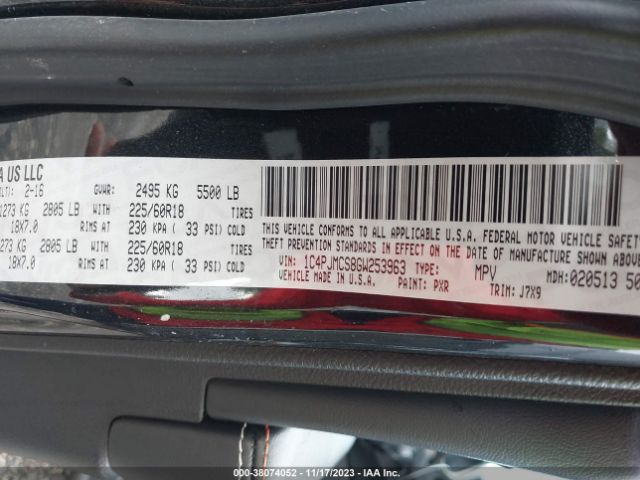 A US LLC
LT): 2-16 GVWR: 2495 KG 5500 LB
1273 KG 2805 LB WITH 225/60R18 TIRES
18X7.0 RIMS AT 230 KPA ( 33 PSI) COLD
273 KG 2805 LB WITH 225/60R18 TIRES
18X7.0 RIMS AT 230 KPA ( 33 PSI) COLD
THIS VEHICLE CONFORMS TO ALL APPLICABLE U.S.A. FEDERAL MOTOR VEHICLE SAFETY
THEFT PREVENTION STANDARDS IN EFFECT ON THE DATE OF MANUFACTURE SHOWN ABOVE
VIN: 1C4PJMCS8GW253963 TYPE: MPV MDH: 020513 50
VEHICLE MADE IN U.S.A. PAINT: PXR TRIM: J7X9
000-38074052 — 11/17/2023 — IAA Inc.